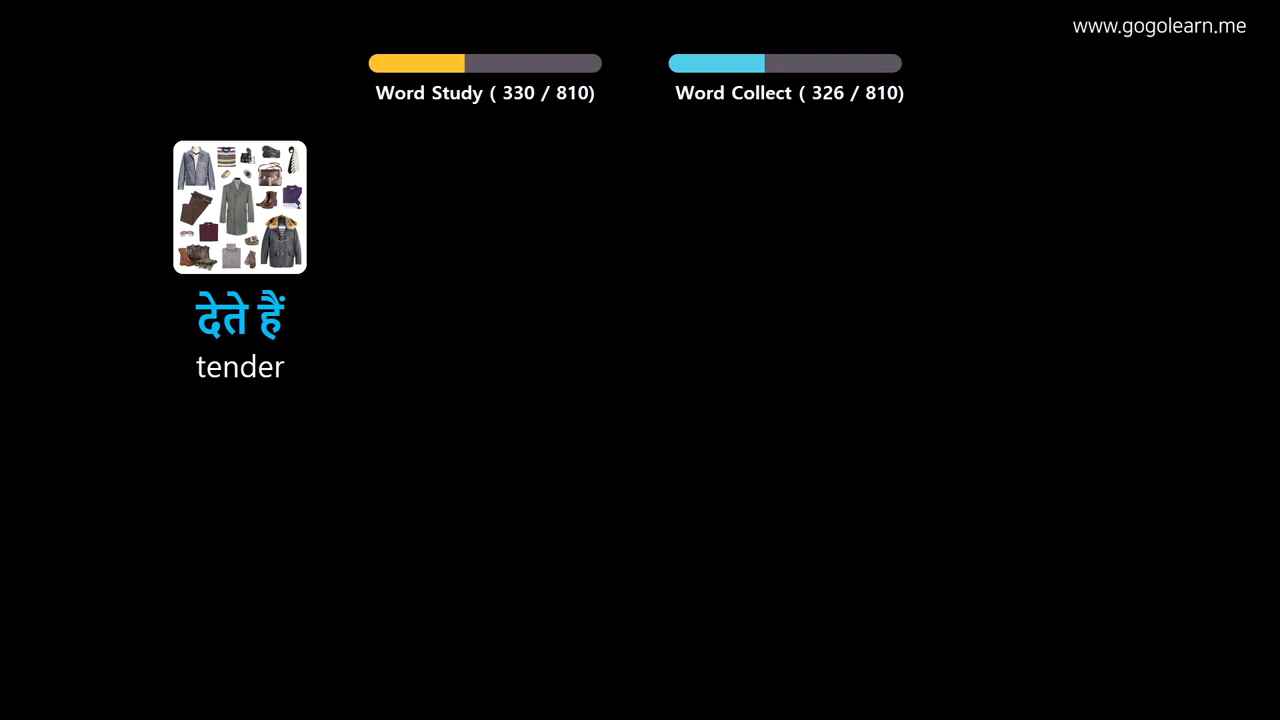 www.gogolearn.me
Word Study ( 330 / 810)
Word Collect ( 326 / 810)
देते हैं
tender